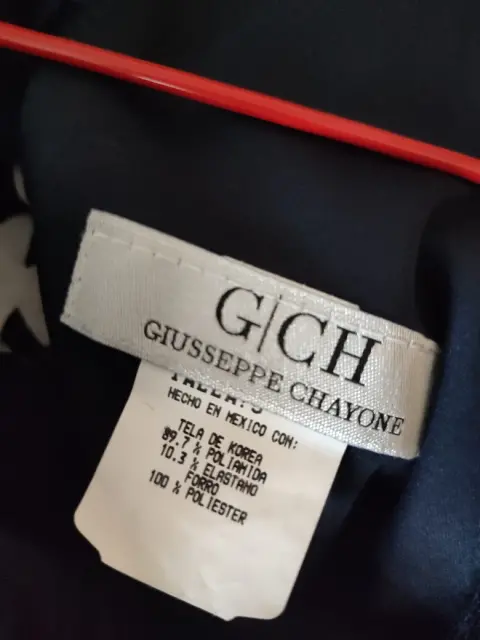 G|CH
GIUSSEPPE CHAYONE
TALLA:S
HECHO EN MEXICO CON:
TELA DE KOREA
89.7 % POLIAMIDA
10.3 % ELASTANO
FORRO
100 % POLIESTER